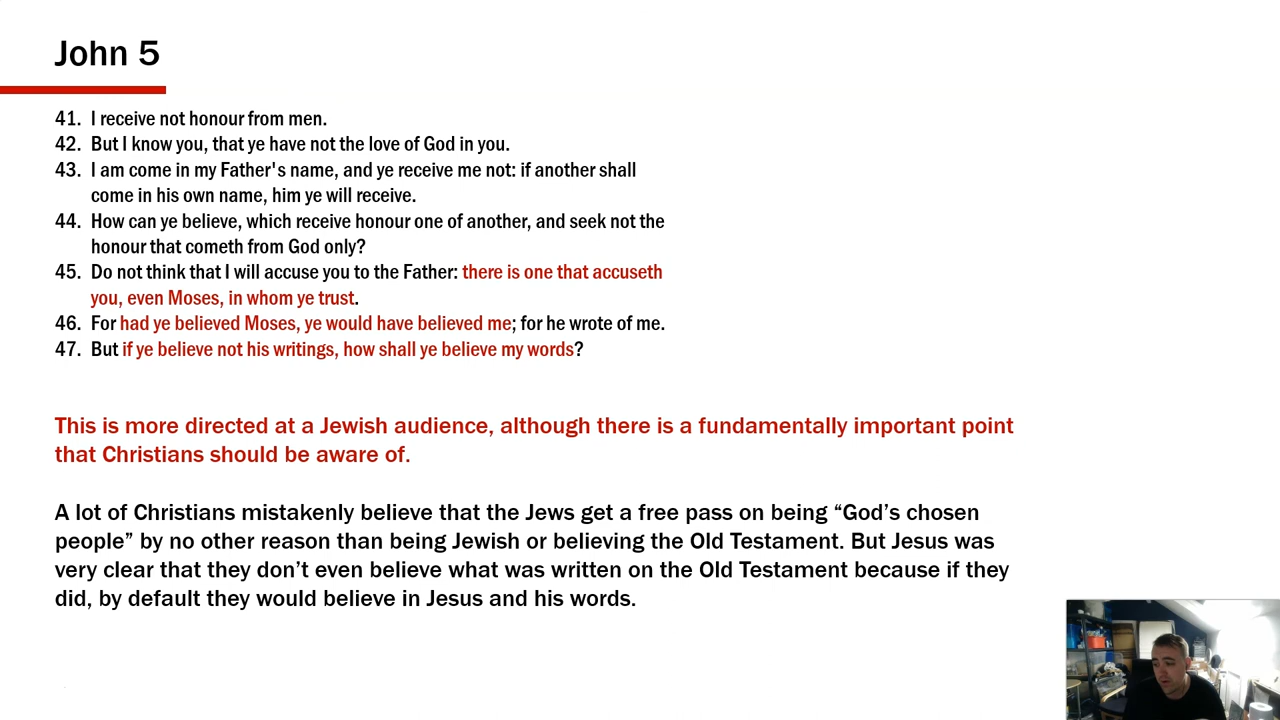 John 5
41. I receive not honour from men.
42. But I know you, that ye have not the love of God in you.
43. I am come in my Father's name, and ye receive me not: if another shall
come in his own name, him ye will receive.
44. How can ye believe, which receive honour one of another, and seek not the
honour that cometh from God only?
45. Do not think that I will accuse you to the Father: there is one that accuseth
you, even Moses, in whom ye trust.
46. For had ye believed Moses, ye would have believed me; for he wrote of me.
47. But if ye believe not his writings, how shall ye believe my words?
This is more directed at a Jewish audience, although there is a fundamentally important point
that Christians should be aware of.
A lot of Christians mistakenly believe that the Jews get a free pass on being “God’s chosen
people” by no other reason than being Jewish or believing the Old Testament. But Jesus was
very clear that they don’t even believe what was written on the Old Testament because if they
did, by default they would believe in Jesus and his words.